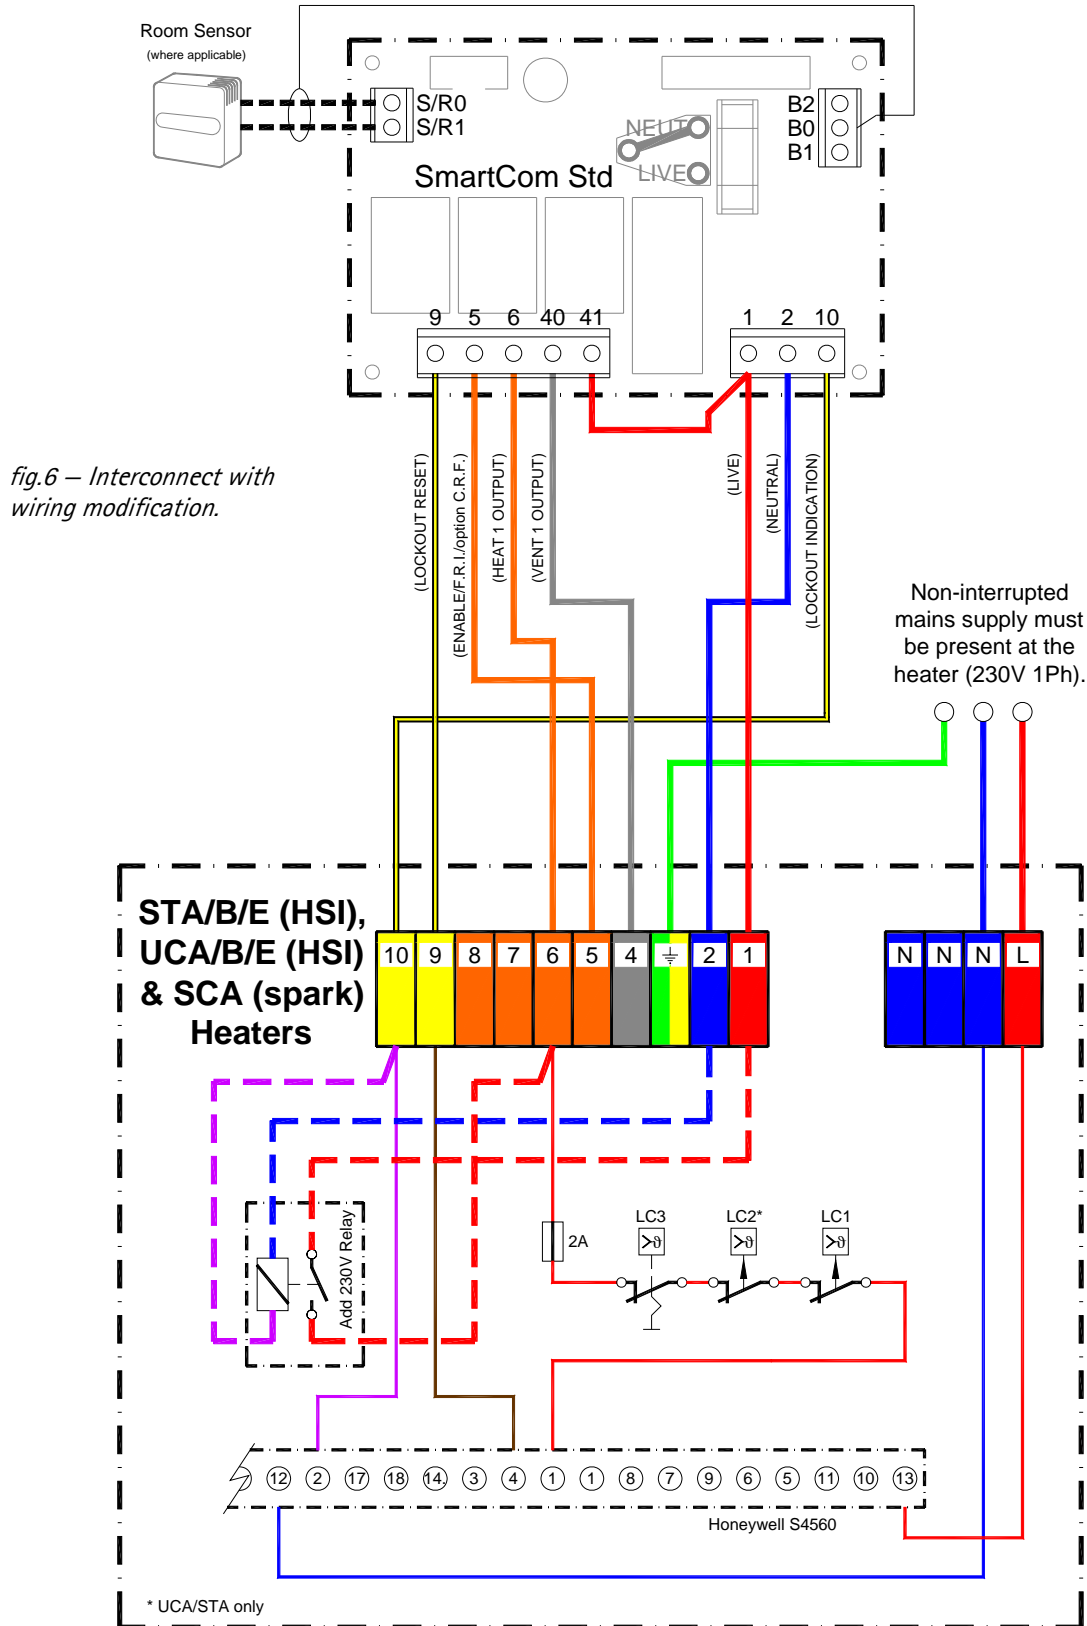 Room Sensor
(where applicable)
S/R0
S/R1
NEUT
LIVE
B2
B0
B1
SmartCom Std
9 5 6 40 41
1 2 10
fig.6 – Interconnect with
wiring modification.
(LOCKOUT RESET)
(ENABLE/F.R.I./option C.R.F.)
(HEAT 1 OUTPUT)
(VENT 1 OUTPUT)
(LIVE)
(NEUTRAL)
(LOCKOUT INDICATION)
Non-interrupted
mains supply must
be present at the
heater (230V 1Ph).
STA/B/E (HSI),
UCA/B/E (HSI)
& SCA (spark)
Heaters
10 9 8 7 6 5 4 2 1
N N N L
Add 230V Relay
2A
LC3
LC2*
LC1
>ϑ >ϑ >ϑ
12 2 17 18 14. 3 4 1 1 8 7 9 6 5 11 10 13
Honeywell S4560
* UCA/STA only